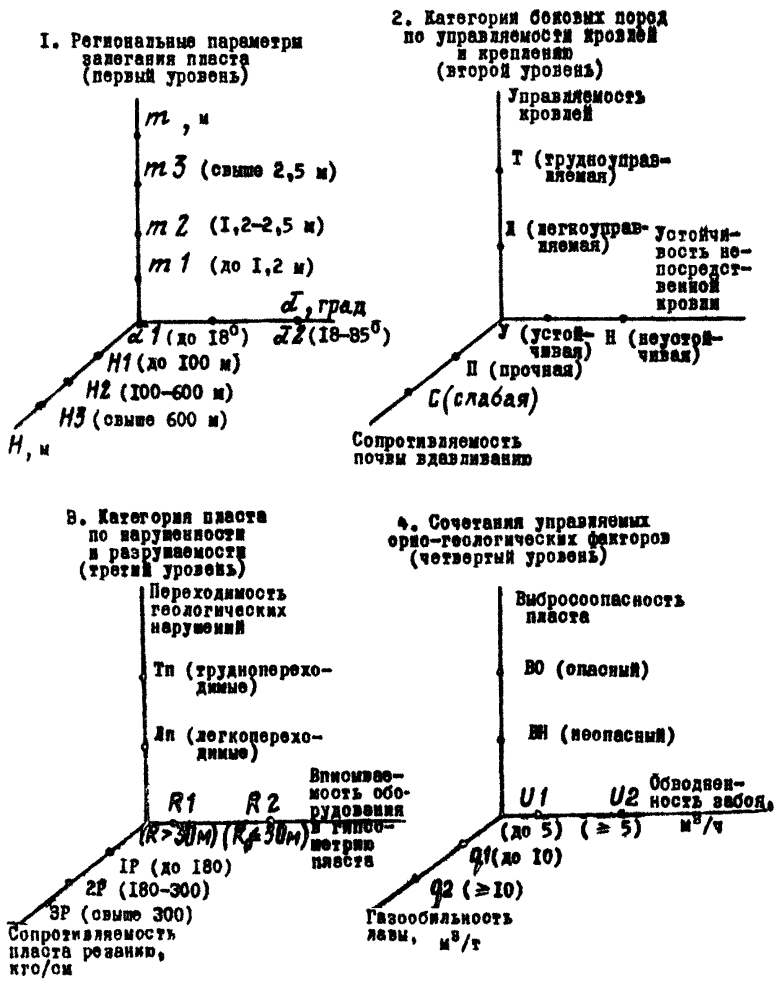 1. Региональные параметры
залегания пласта
(первый уровень)
m, м
m3 (свыше 2,5 м)
m2 (1,2-2,5 м)
m1 (до 1,2 м)
α, град
α1 (до 18°)
α2 (18-85°)
H1 (до 100 м)
H2 (100-600 м)
H3 (свыше 600 м)
H, м
2. Категории боковых пород
по управляемости кровлей
и креплению
(второй уровень)
Управляемость
кровлей
Т (трудноуправ-
ляемая)
Л (легкоуправ-
ляемая)
Устойчи-
вость не-
посредст-
венной
кровли
У (устой-
чивая)
Н (неустой-
чивая)
П (прочная)
С (слабая)
Сопротивляемость
почвы вдавливанию
3. Категория пласта
по нарушенности
и разрушаемости
(третий уровень)
Переходимость
геологических
нарушений
Тп (труднопереходимые)
Лп (легкоперехо-
димые)
Вписывае-
мость обо-
рудования
в гипсо-
метрию
пласта
R1
(R>30м)
R2
(R≤30м)
1Р (до 180)
2Р (180-300)
3Р (свыше 300)
Сопротивляемость
пласта резанию,
кгс/см
4. Сочетания управляемых
орно-геологических факторов
(четвертый уровень)
Выбросоопасность
пласта
ВО (опасный)
ВН (неопасный)
Обводнен-
ность забоя,
м³/ч
U1
(до 5)
U2
(≥5)
q1 (до 10)
q2 (≥10)
Газообильность
лавы, м³/т